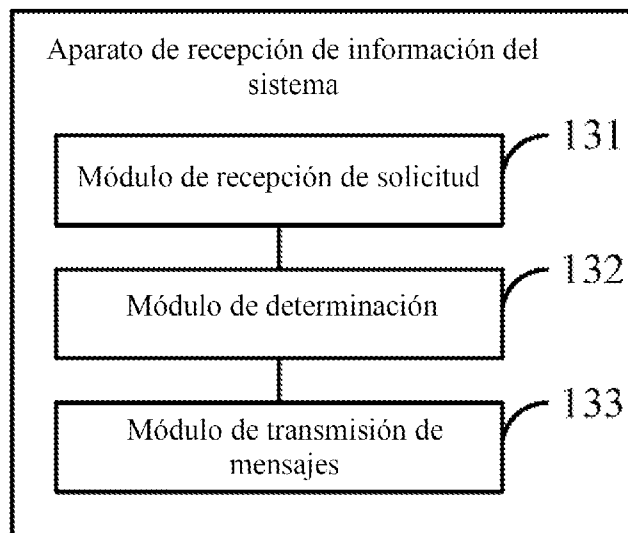 Aparato de recepción de información del
sistema
131
Módulo de recepción de solicitud
132
Módulo de determinación
133
Módulo de transmisión de
mensajes